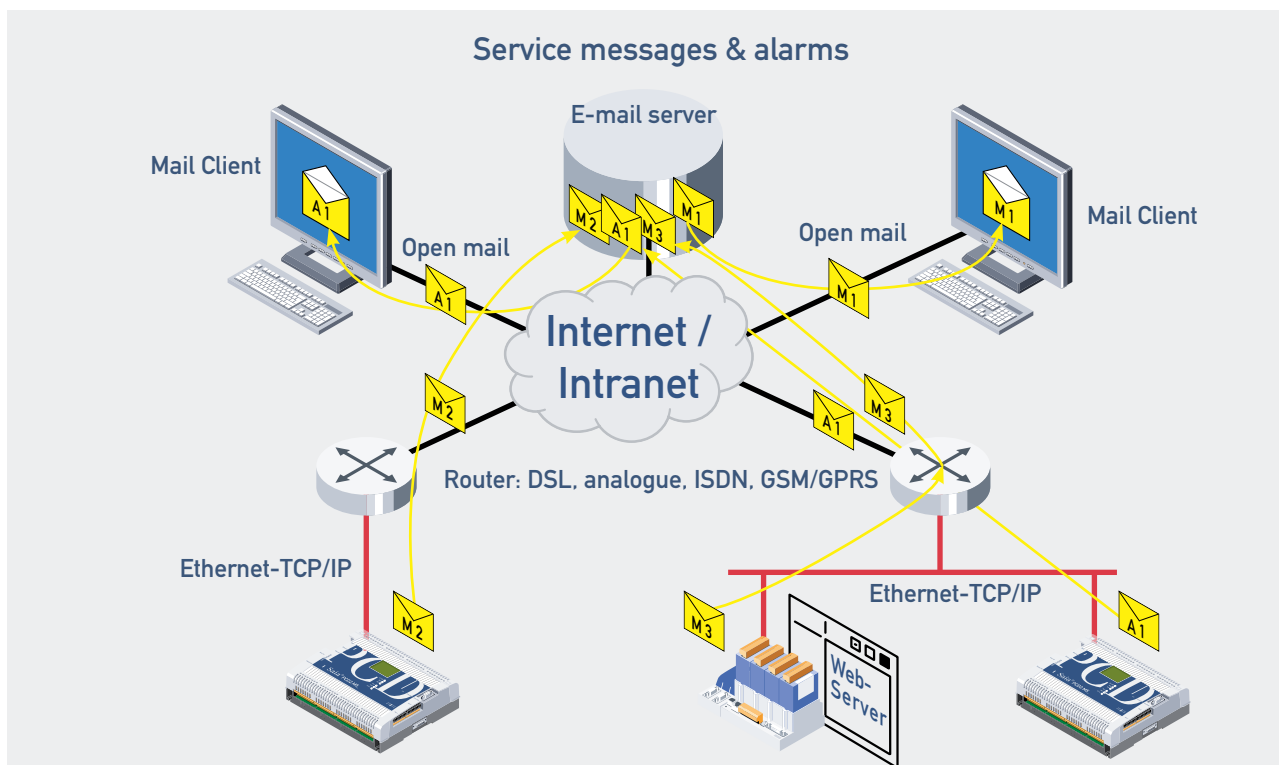 Service messages & alarms
E-mail server
Mail Client
A1
M2
A1
M3
M1
M1
Mail Client
Open mail
A1
Open mail
M1
Internet /
Intranet
M2
M3
A1
Router: DSL, analogue, ISDN, GSM/GPRS
Ethernet-TCP/IP
Ethernet-TCP/IP
M2
M3
A1
PCD
Web-
Server
PCD